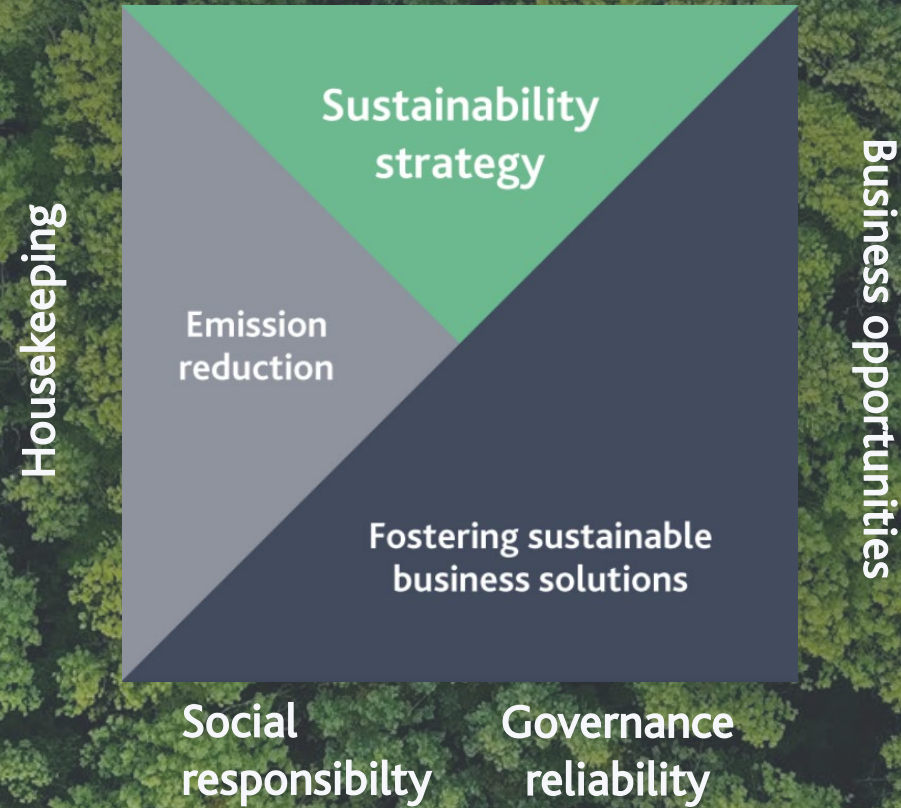 Sustainability
strategy
Housekeeping
Emission
reduction
Business opportunities
Fostering sustainable
business solutions
Social
responsibilty
Governance
reliability